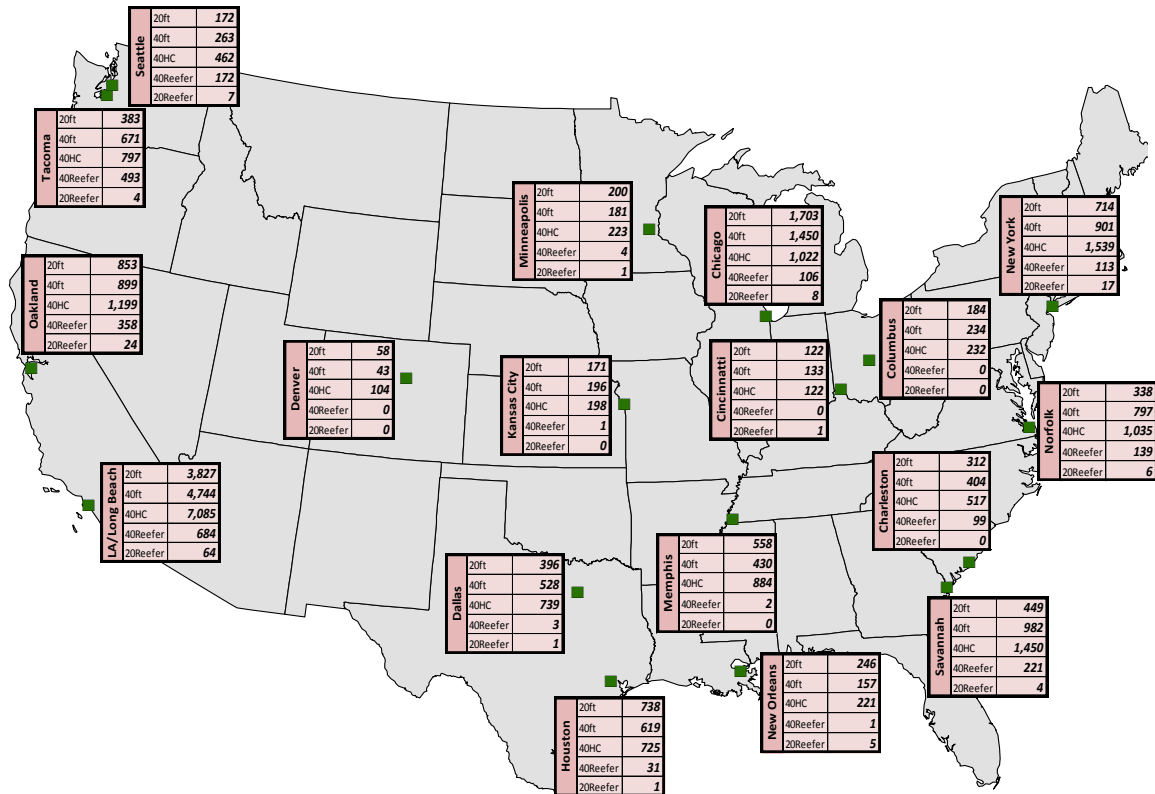 Seattle
20ft 172
40ft 263
40HC 462
40Reefer 172
20Reefer 7
Tacoma
20ft 383
40ft 671
40HC 797
40Reefer 493
20Reefer 4
Minneapolis
20ft 200
40ft 181
40HC 223
40Reefer 4
20Reefer 1
Chicago
20ft 1,703
40ft 1,450
40HC 1,022
40Reefer 106
20Reefer 8
New York
20ft 714
40ft 901
40HC 1,539
40Reefer 113
20Reefer 17
Oakland
20ft 853
40ft 899
40HC 1,199
40Reefer 358
20Reefer 24
Columbus
20ft 184
40ft 234
40HC 232
40Reefer 0
20Reefer 0
Denver
20ft 58
40ft 43
40HC 104
40Reefer 0
20Reefer 0
Kansas City
20ft 171
40ft 196
40HC 198
40Reefer 1
20Reefer 0
Cincinnatti
20ft 122
40ft 133
40HC 122
40Reefer 0
20Reefer 1
Norfolk
20ft 338
40ft 797
40HC 1,035
40Reefer 139
20Reefer 6
LA/Long Beach
20ft 3,827
40ft 4,744
40HC 7,085
40Reefer 684
20Reefer 64
Charleston
20ft 312
40ft 404
40HC 517
40Reefer 99
20Reefer 0
Memphis
20ft 558
40ft 430
40HC 884
40Reefer 2
20Reefer 0
Dallas
20ft 396
40ft 528
40HC 739
40Reefer 3
20Reefer 1
Savannah
20ft 449
40ft 982
40HC 1,450
40Reefer 221
20Reefer 4
New Orleans
20ft 246
40ft 157
40HC 221
40Reefer 1
20Reefer 5
Houston
20ft 738
40ft 619
40HC 725
40Reefer 31
20Reefer 1